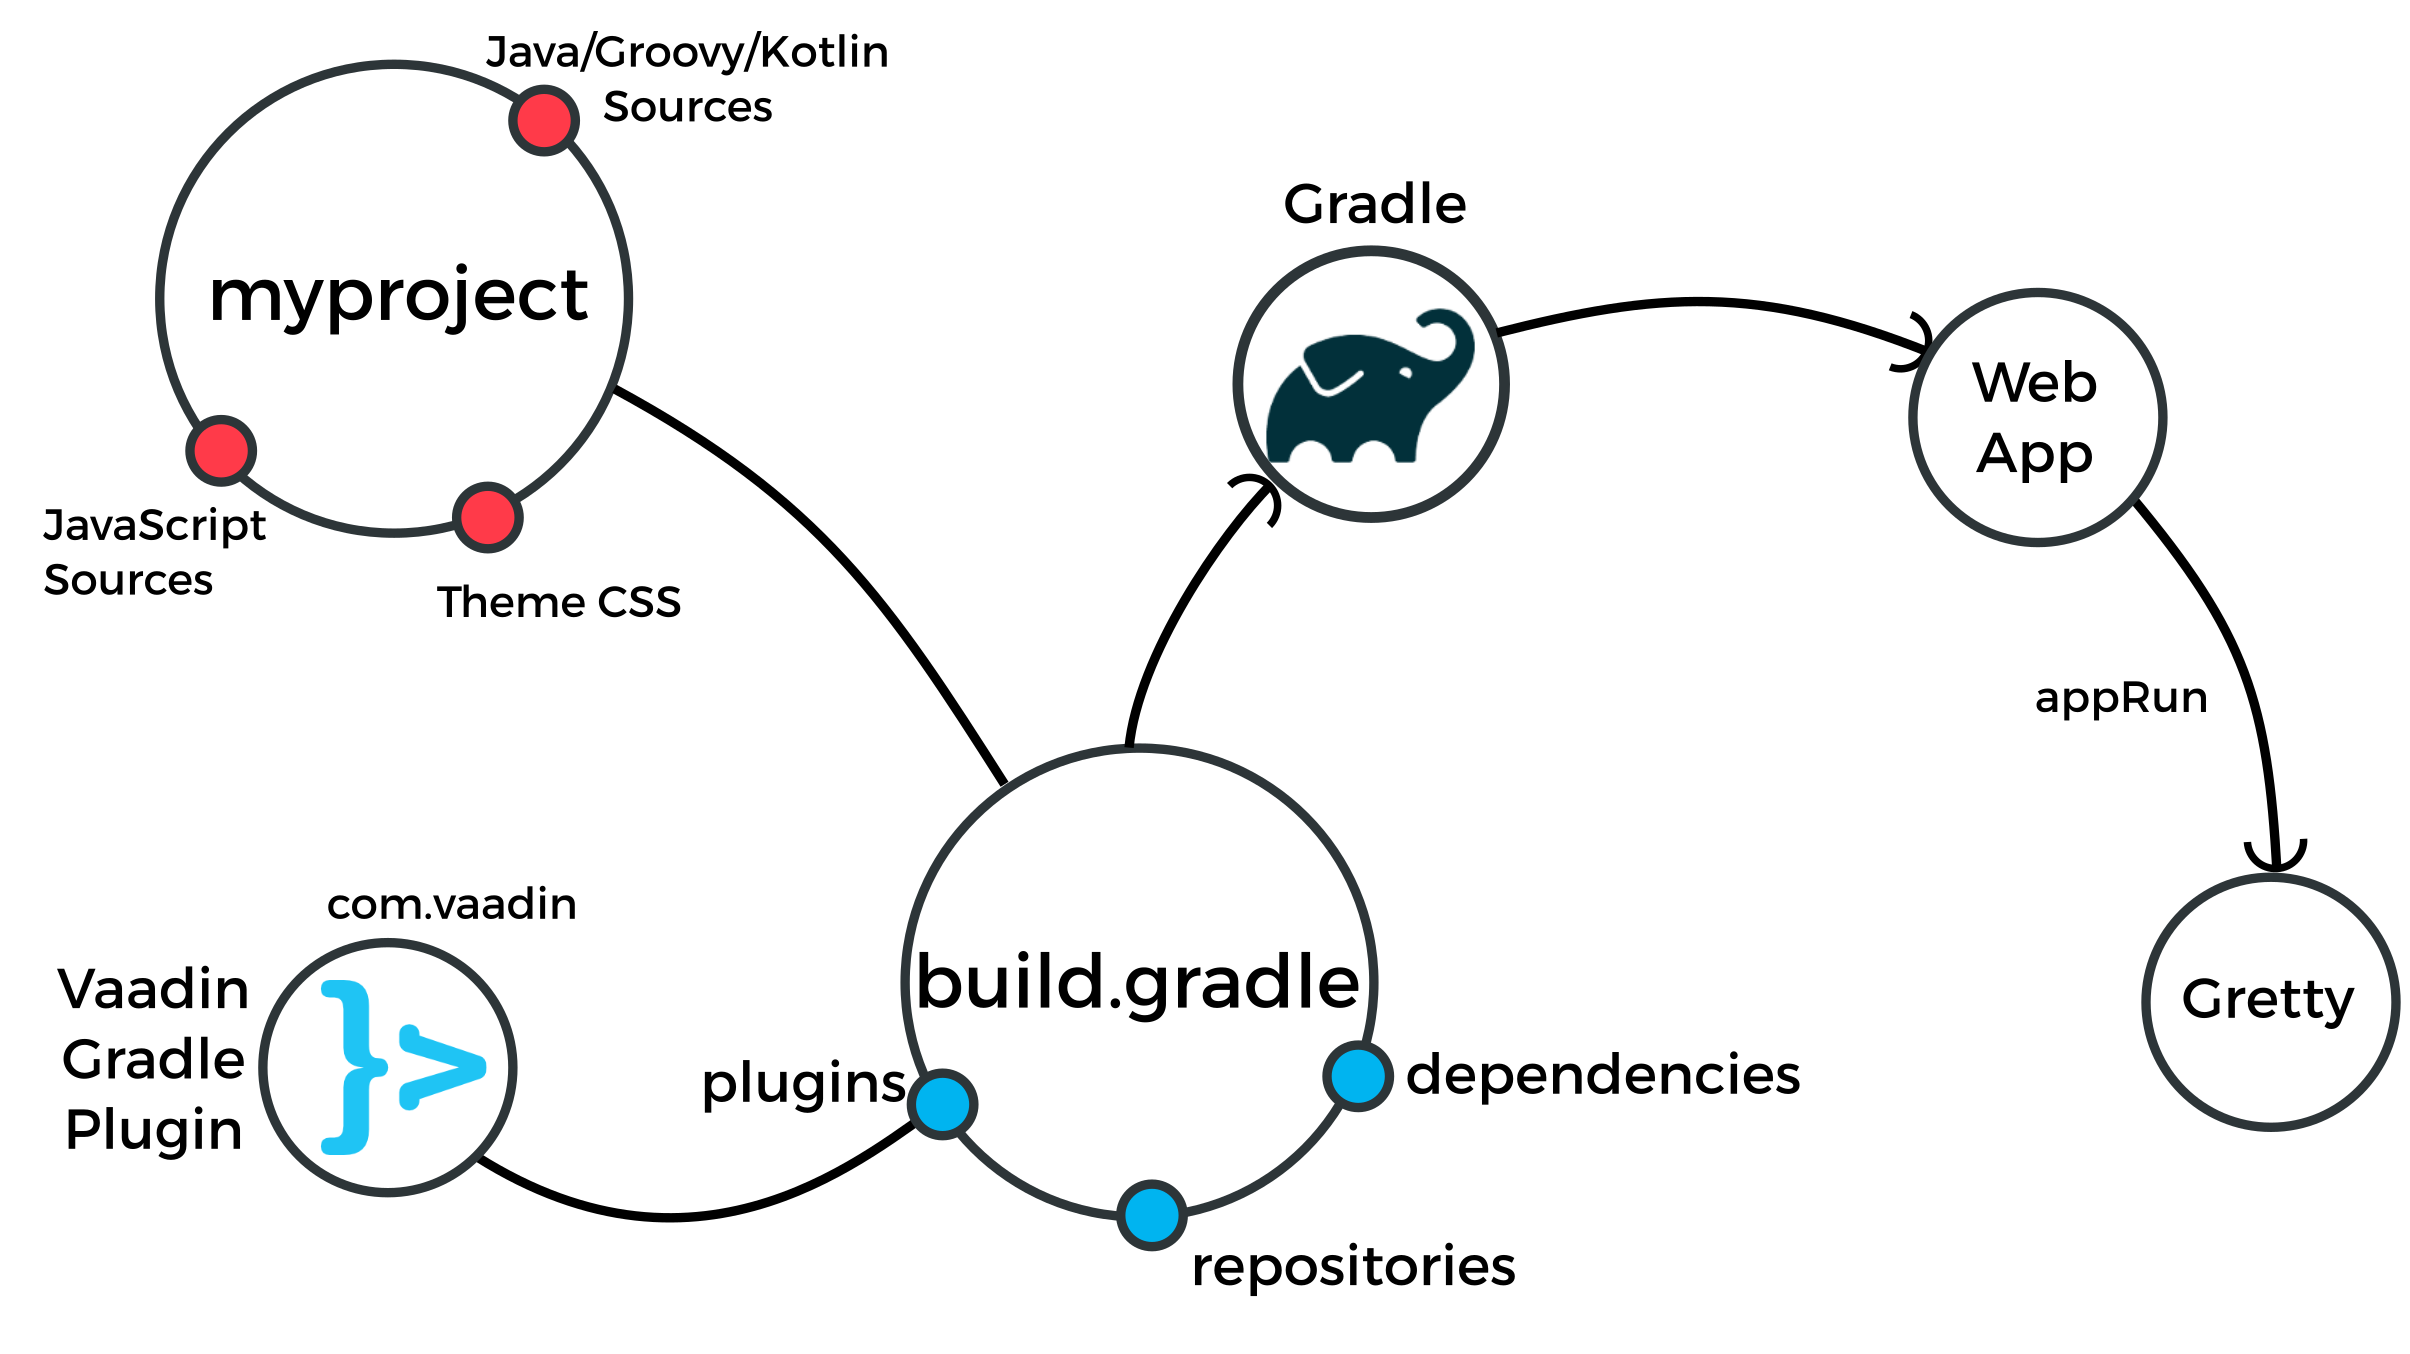 Java/Groovy/Kotlin
Sources
myproject
JavaScript
Sources
Theme CSS
Gradle
Web
App
appRun
com.vaadin
Vaadin
Gradle
Plugin
build.gradle
plugins
dependencies
repositories
Gretty